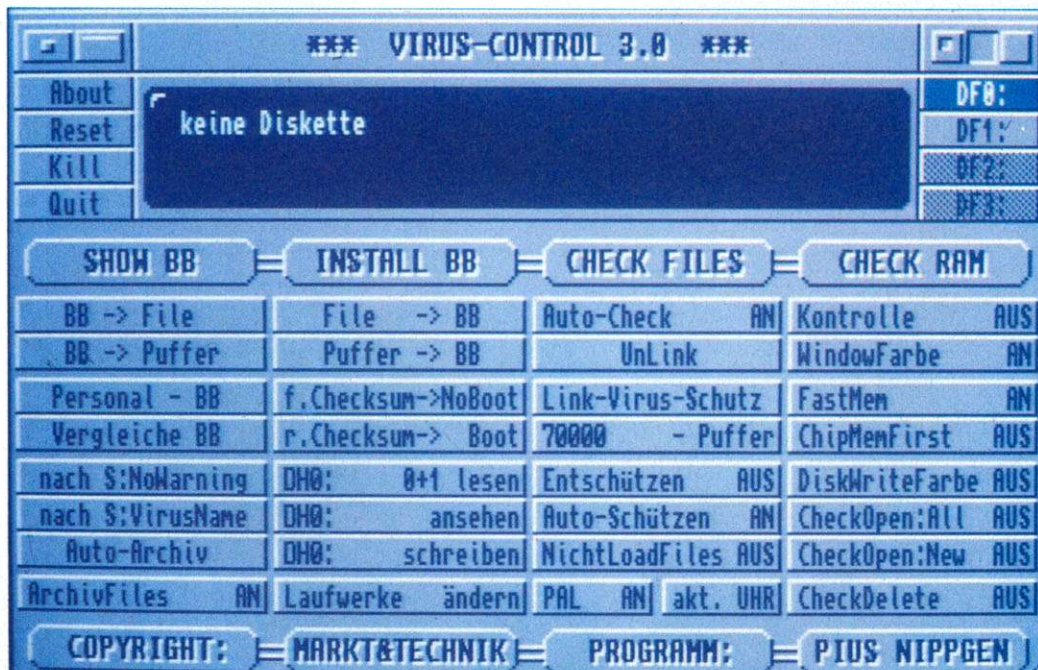 *** VIRUS-CONTROL 3.0 ***
About
Reset
Kill
Quit
keine Diskette
DF0:
DF1:
DF2:
DF3:
SHOW BB = INSTALL BB = CHECK FILES = CHECK RAM
BB -> File
File -> BB
Auto-Check AN
Kontrolle AUS
BB -> Puffer
Puffer -> BB
UnLink
WindowFarbe AN
Personal - BB
f.Checksum->NoBoot
Link-Virus-Schutz
FastMem AN
Vergleiche BB
r.Checksum-> Boot
70000 - Puffer
ChipMemFirst AUS
nach S:NoWarning
DH0: 0+1 lesen
Entschützen AUS
DiskWriteFarbe AUS
nach S:VirusName
DH0: ansehen
Auto-Schützen AN
CheckOpen:All AUS
Auto-Archiv
DH0: schreiben
NichtLoadFiles AUS
CheckOpen:New AUS
ArchivFiles AN
Laufwerke ändern
PAL AN
akt. UHR
CheckDelete AUS
COPYRIGHT: = MARKT&TECHNIK = PROGRAMM: = PIUS NIPPGEN